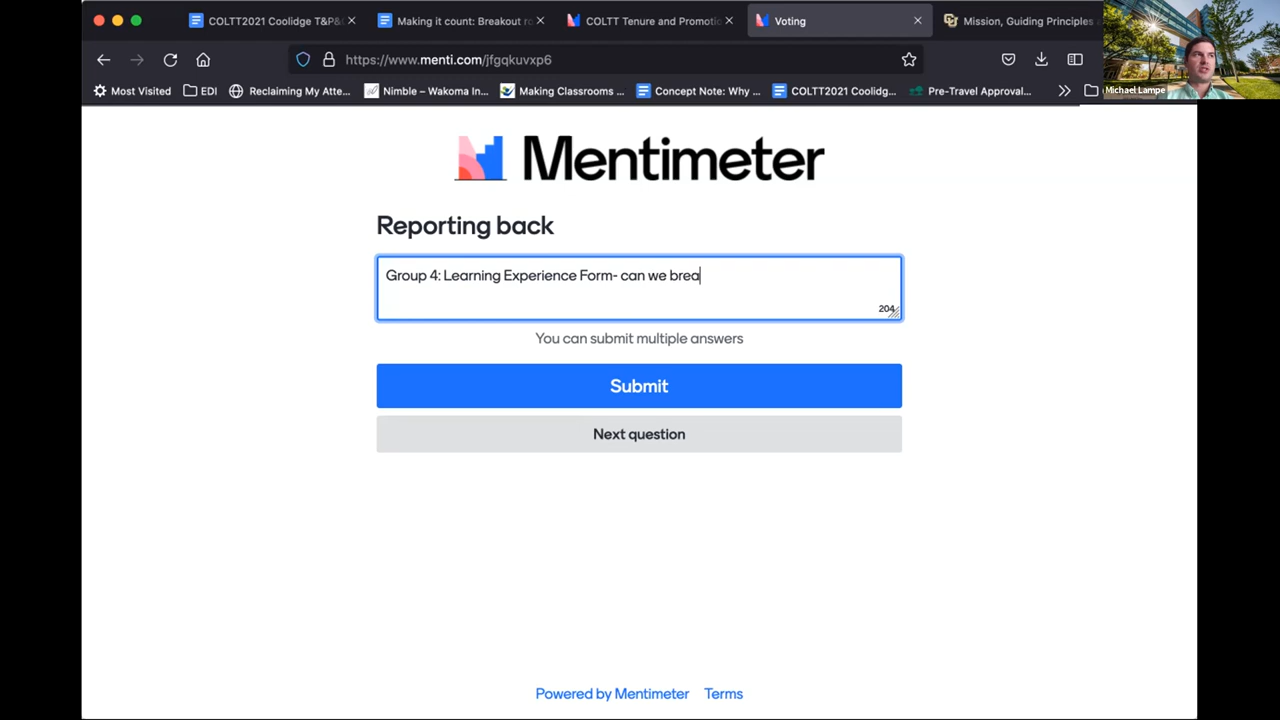 COLTT2021 Coolidge T&P&
Making it count: Breakout ro
COLTT Tenure and Promotio
Voting
Mission, Guiding Principles
https://www.menti.com/jfgqkuvxp6
Most Visited
EDI
Reclaiming My Atte...
Nimble – Wakoma In...
Making Classrooms ...
Concept Note: Why ...
COLTT2021 Coolidg...
Pre-Travel Approval...
Michael Lampe
Mentimeter
Reporting back
Group 4: Learning Experience Form- can we brea
204
You can submit multiple answers
Submit
Next question
Powered by Mentimeter Terms